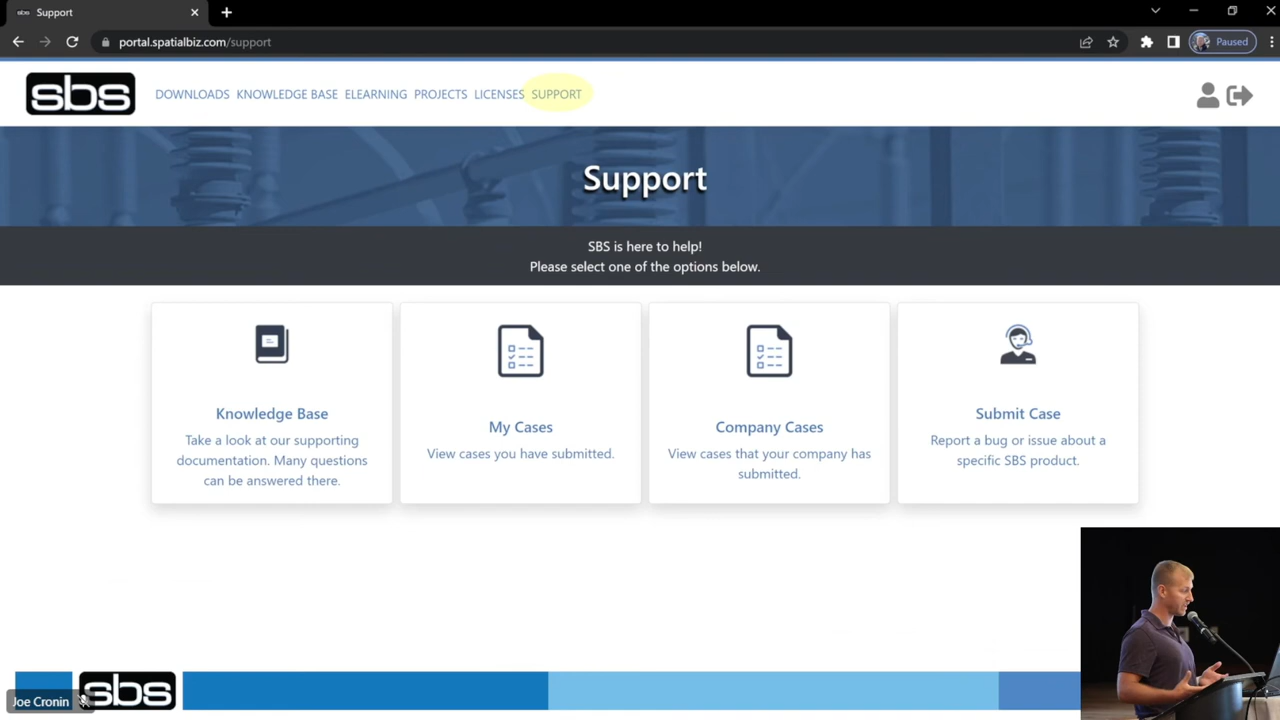 sbs Support
portal.spatialbiz.com/support
Paused
sbs
DOWNLOADS KNOWLEDGE BASE ELEARNING PROJECTS LICENSES SUPPORT
Support
SBS is here to help!
Please select one of the options below.
Knowledge Base
Take a look at our supporting
documentation. Many questions
can be answered there.
My Cases
View cases you have submitted.
Company Cases
View cases that your company has
submitted.
Submit Case
Report a bug or issue about a
specific SBS product.
Joe Cronin
sbs